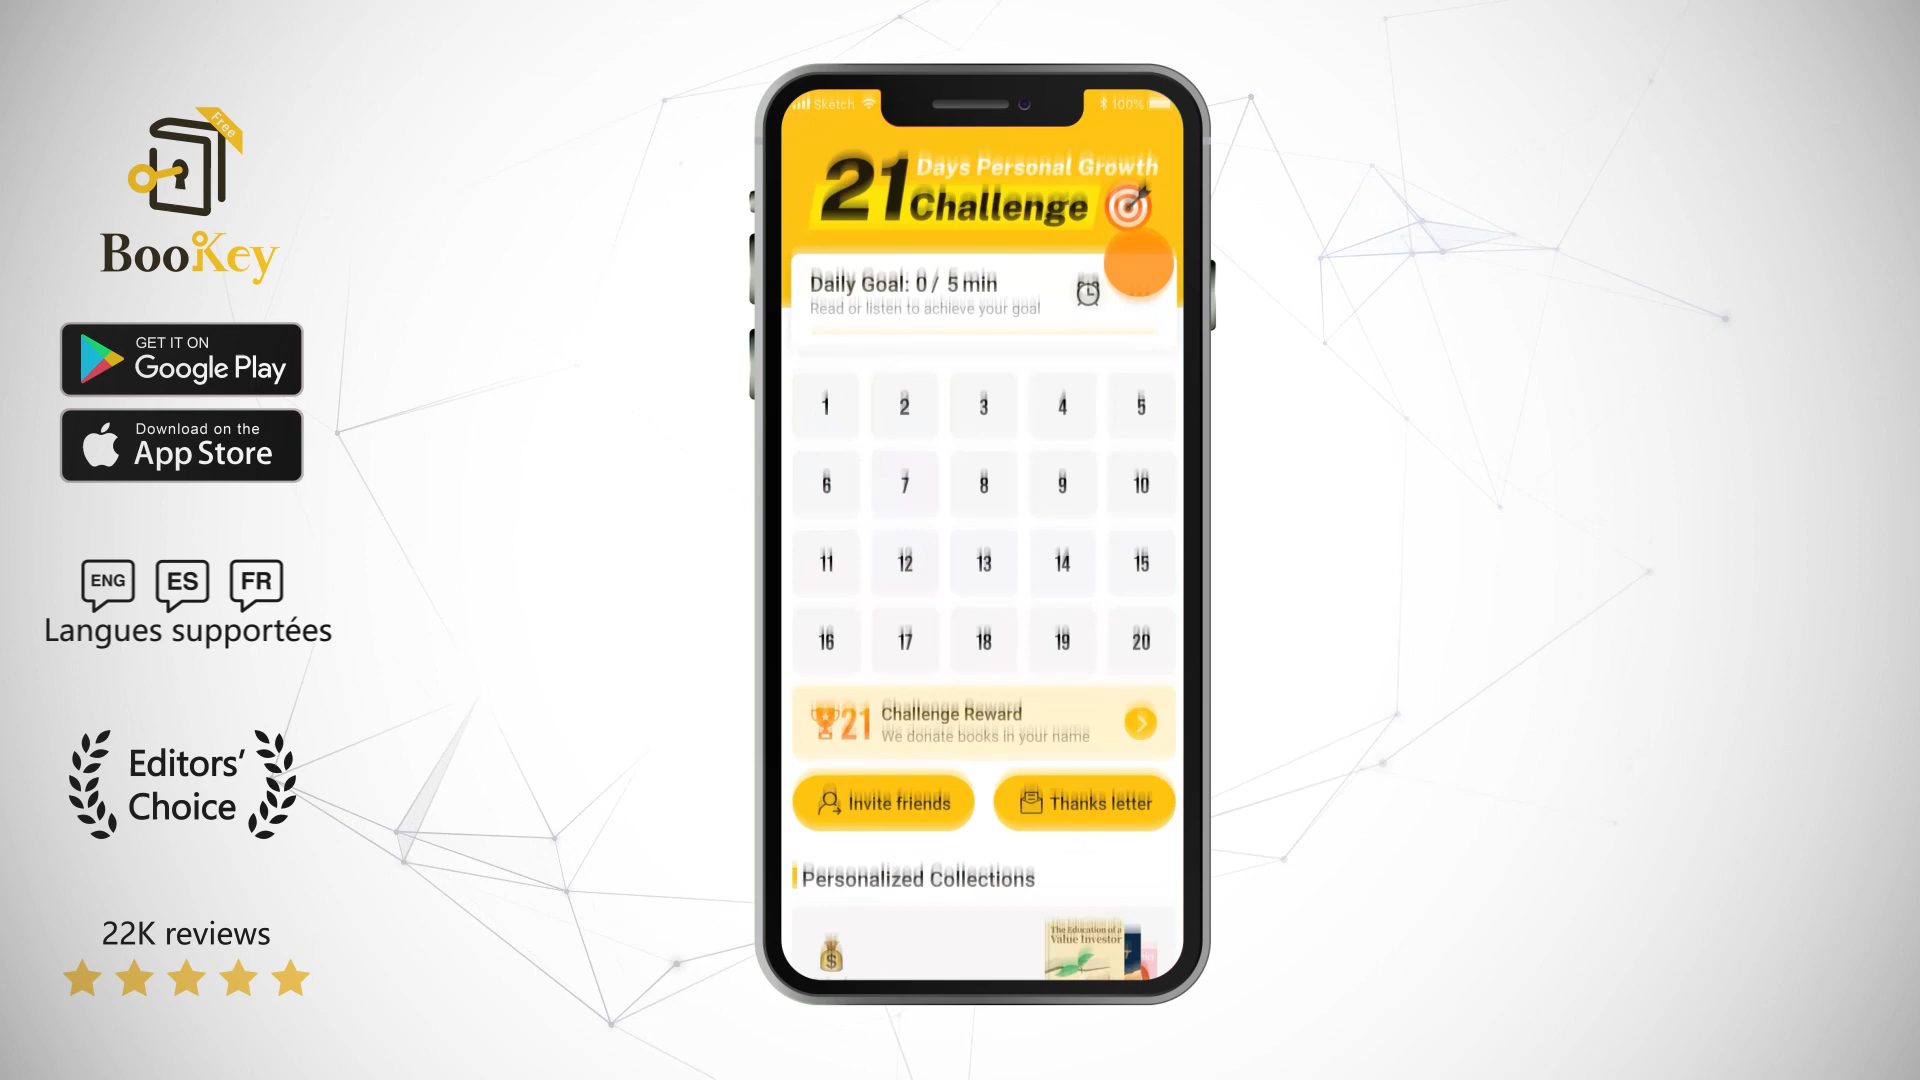 Free
BooKey
GET IT ON
Google Play
Download on the
App Store
ENG ES FR
Langues supportées
Editors’
Choice
22K reviews
Sketch 100%
21 Days Personal Growth
Challenge
Daily Goal: 0 / 5 min
Read or listen to achieve your goal
1 2 3 4 5
6 7 8 9 10
11 12 13 14 15
16 17 18 19 20
21 Challenge Reward
We donate books in your name
Invite friends Thanks letter
Personalized Collections
The Education of a
Value Investor